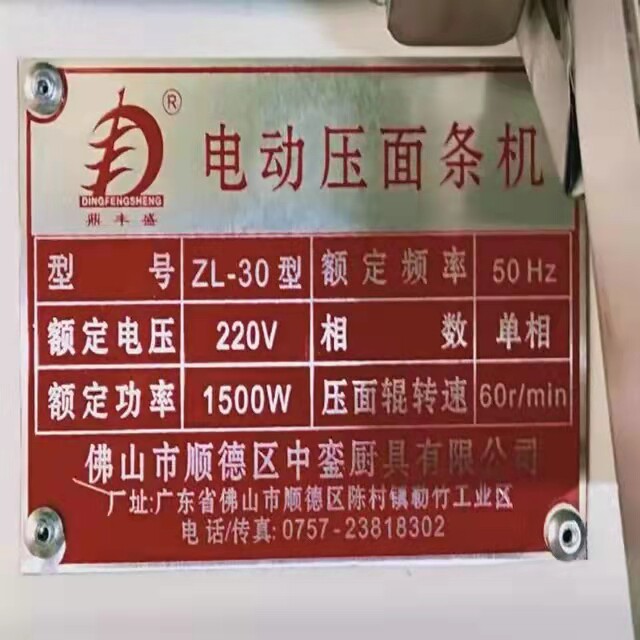 ®
电动压面条机
DINGFENGSHENG
鼎丰盛
型号 ZL-30型 额定频率 50Hz
额定电压 220V 相数 单相
额定功率 1500W 压面辊转速 60r/min
佛山市顺德区中銮厨具有限公司
厂址:广东省佛山市顺德区陈村镇勒竹工业区
电话/传真: 0757-23818302